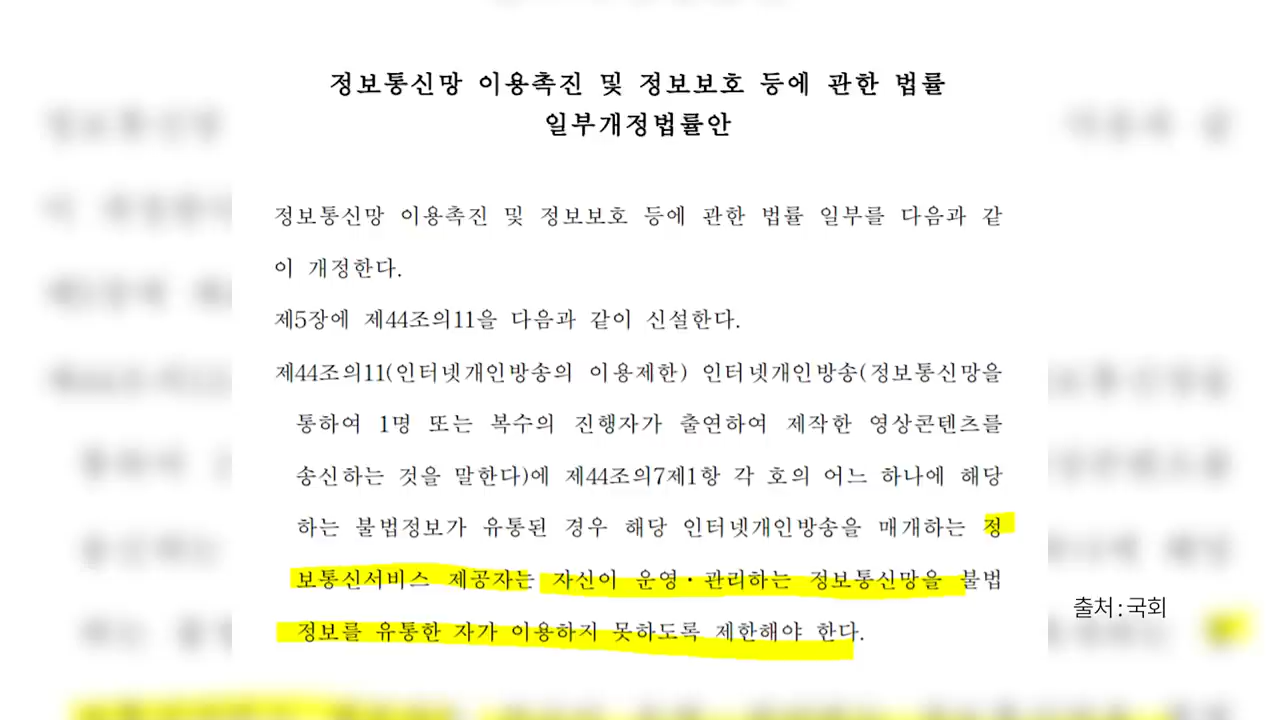 정보통신망 이용촉진 및 정보보호 등에 관한 법률
일부개정법률안
정보통신망 이용촉진 및 정보보호 등에 관한 법률 일부를 다음과 같
이 개정한다.
제5장에 제44조의11을 다음과 같이 신설한다.
제44조의11(인터넷개인방송의 이용제한) 인터넷개인방송(정보통신망을
통하여 1명 또는 복수의 진행자가 출연하여 제작한 영상콘텐츠를
송신하는 것을 말한다)에 제44조의7제1항 각 호의 어느 하나에 해당
하는 불법정보가 유통된 경우 해당 인터넷개인방송을 매개하는 정
보통신서비스 제공자는 자신이 운영·관리하는 정보통신망을 불법
정보를 유통한 자가 이용하지 못하도록 제한해야 한다.
출처:국회